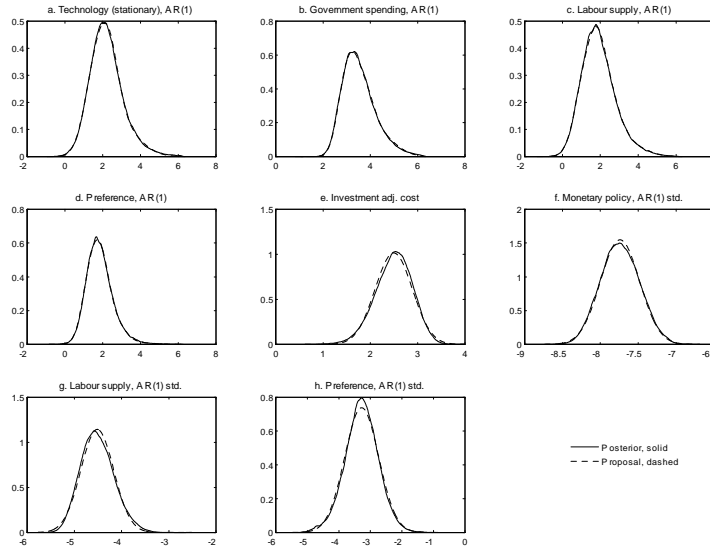 a. Technology (stationary), AR(1)
b. Government spending, AR(1)
c. Labour supply, AR(1)
0.5
0.4
0.3
0.2
0.1
0
-2 0 2 4 6 8
0.8
0.6
0.4
0.2
0
0 2 4 6 8
0.5
0.4
0.3
0.2
0.1
0
-2 0 2 4 6
d. Preference, AR(1)
e. Investment adj. cost
f. Monetary policy, AR(1) std.
0.8
0.6
0.4
0.2
0
-2 0 2 4 6 8
1.5
1
0.5
0
0 1 2 3 4
2
1.5
1
0.5
0
-9 -8.5 -8 -7.5 -7 -6.5
g. Labour supply, AR(1) std.
h. Preference, AR(1) std.
1.5
1
0.5
0
-6 -5 -4 -3 -2
0.8
0.6
0.4
0.2
0
-6 -5 -4 -3 -2 -1 0
Posterior, solid
Proposal, dashed